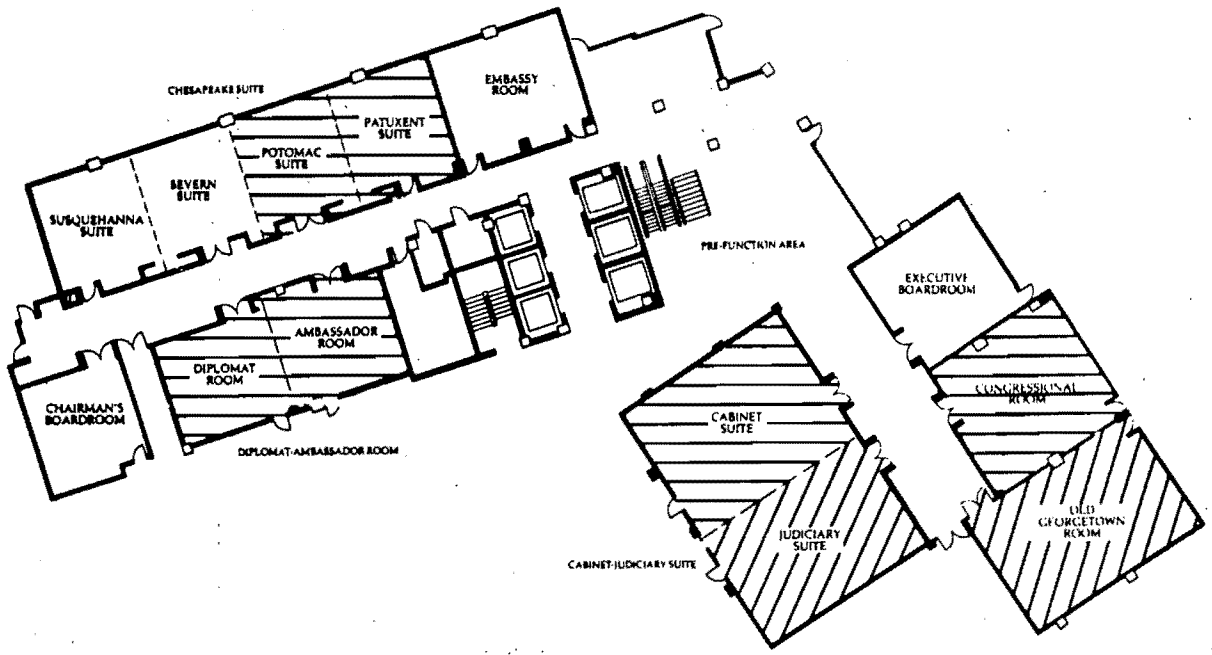 CHESAPEAKE SUITE
EMBASSY
ROOM
PATUXENT
SUITE
POTOMAC
SUITE
SEVERN
SUITE
SUSQUEHANNA
SUITE
PRE-FUNCTION AREA
EXECUTIVE
BOARDROOM
AMBASSADOR
ROOM
DIPLOMAT
ROOM
CHAIRMAN'S
BOARDROOM
DIPLOMAT-AMBASSADOR ROOM
CONGRESSIONAL
ROOM
CABINET
SUITE
OLD
GEORGETOWN
ROOM
JUDICIARY
SUITE
CABINET-JUDICIARY SUITE